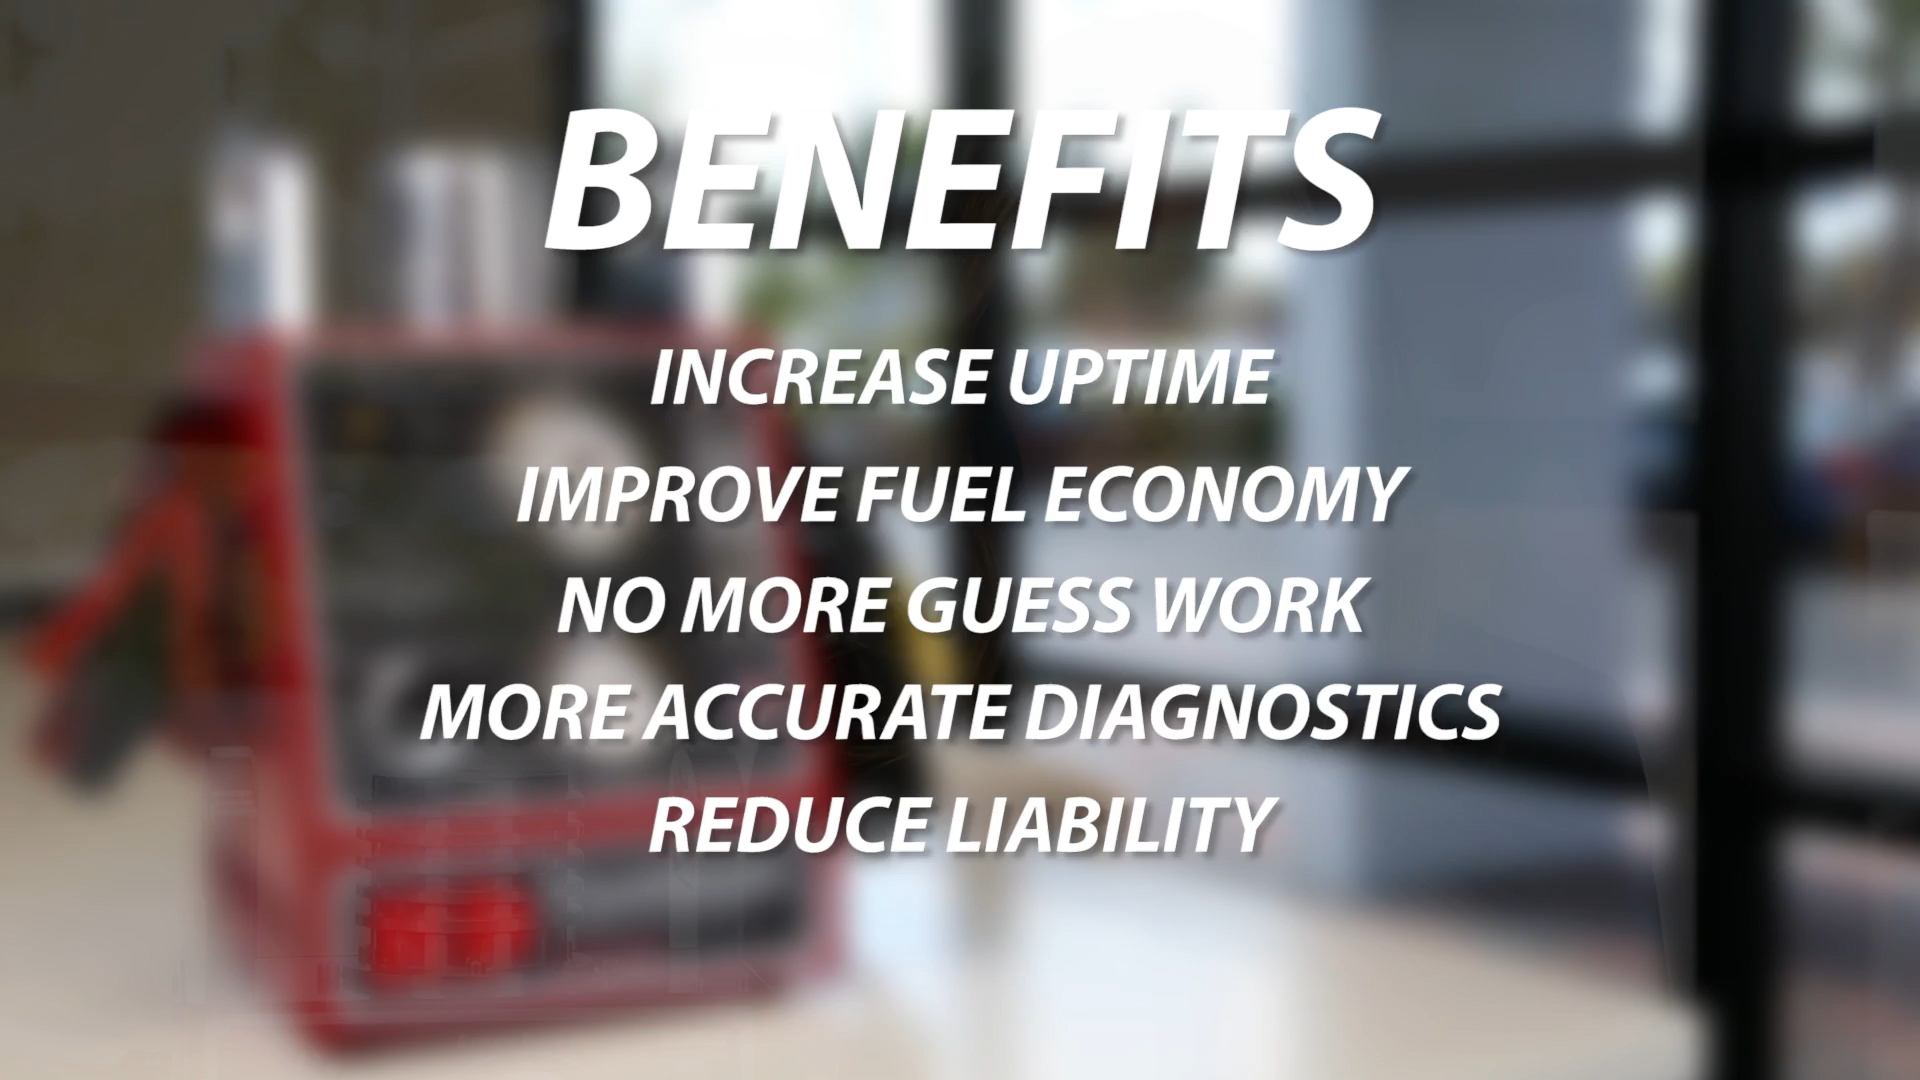 BENEFITS
INCREASE UPTIME
IMPROVE FUEL ECONOMY
NO MORE GUESS WORK
MORE ACCURATE DIAGNOSTICS
REDUCE LIABILITY